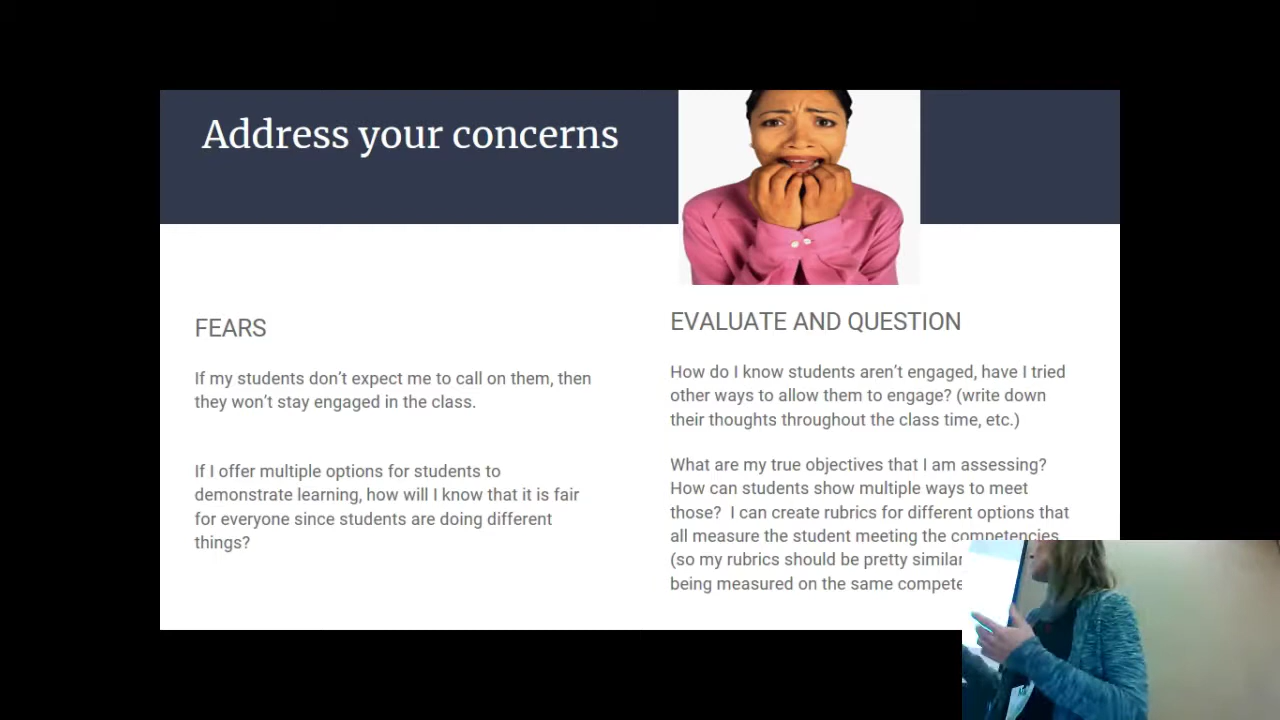 Address your concerns
FEARS
If my students don’t expect me to call on them, then
they won’t stay engaged in the class.
If I offer multiple options for students to
demonstrate learning, how will I know that it is fair
for everyone since students are doing different
things?
EVALUATE AND QUESTION
How do I know students aren’t engaged, have I tried
other ways to allow them to engage? (write down
their thoughts throughout the class time, etc.)
What are my true objectives that I am assessing?
How can students show multiple ways to meet
those?  I can create rubrics for different options that
all measure the student meeting the competencies
(so my rubrics should be pretty similar
being measured on the same